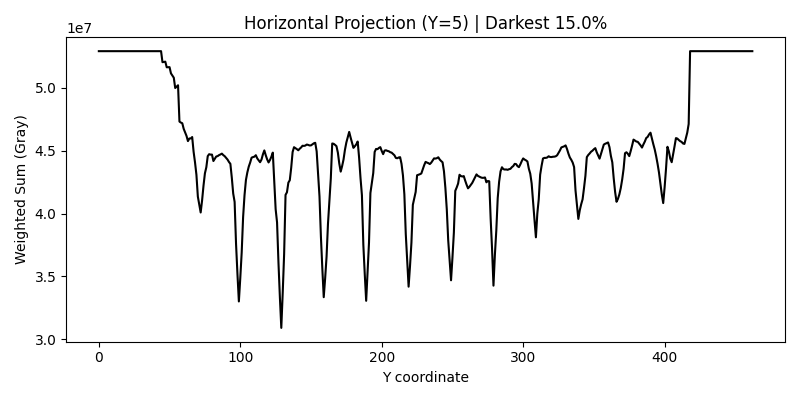 Horizontal Projection (Y=5) | Darkest 15.0%
1e7
5.0
4.5
4.0
3.5
3.0
Weighted Sum (Gray)
0 100 200 300 400
Y coordinate